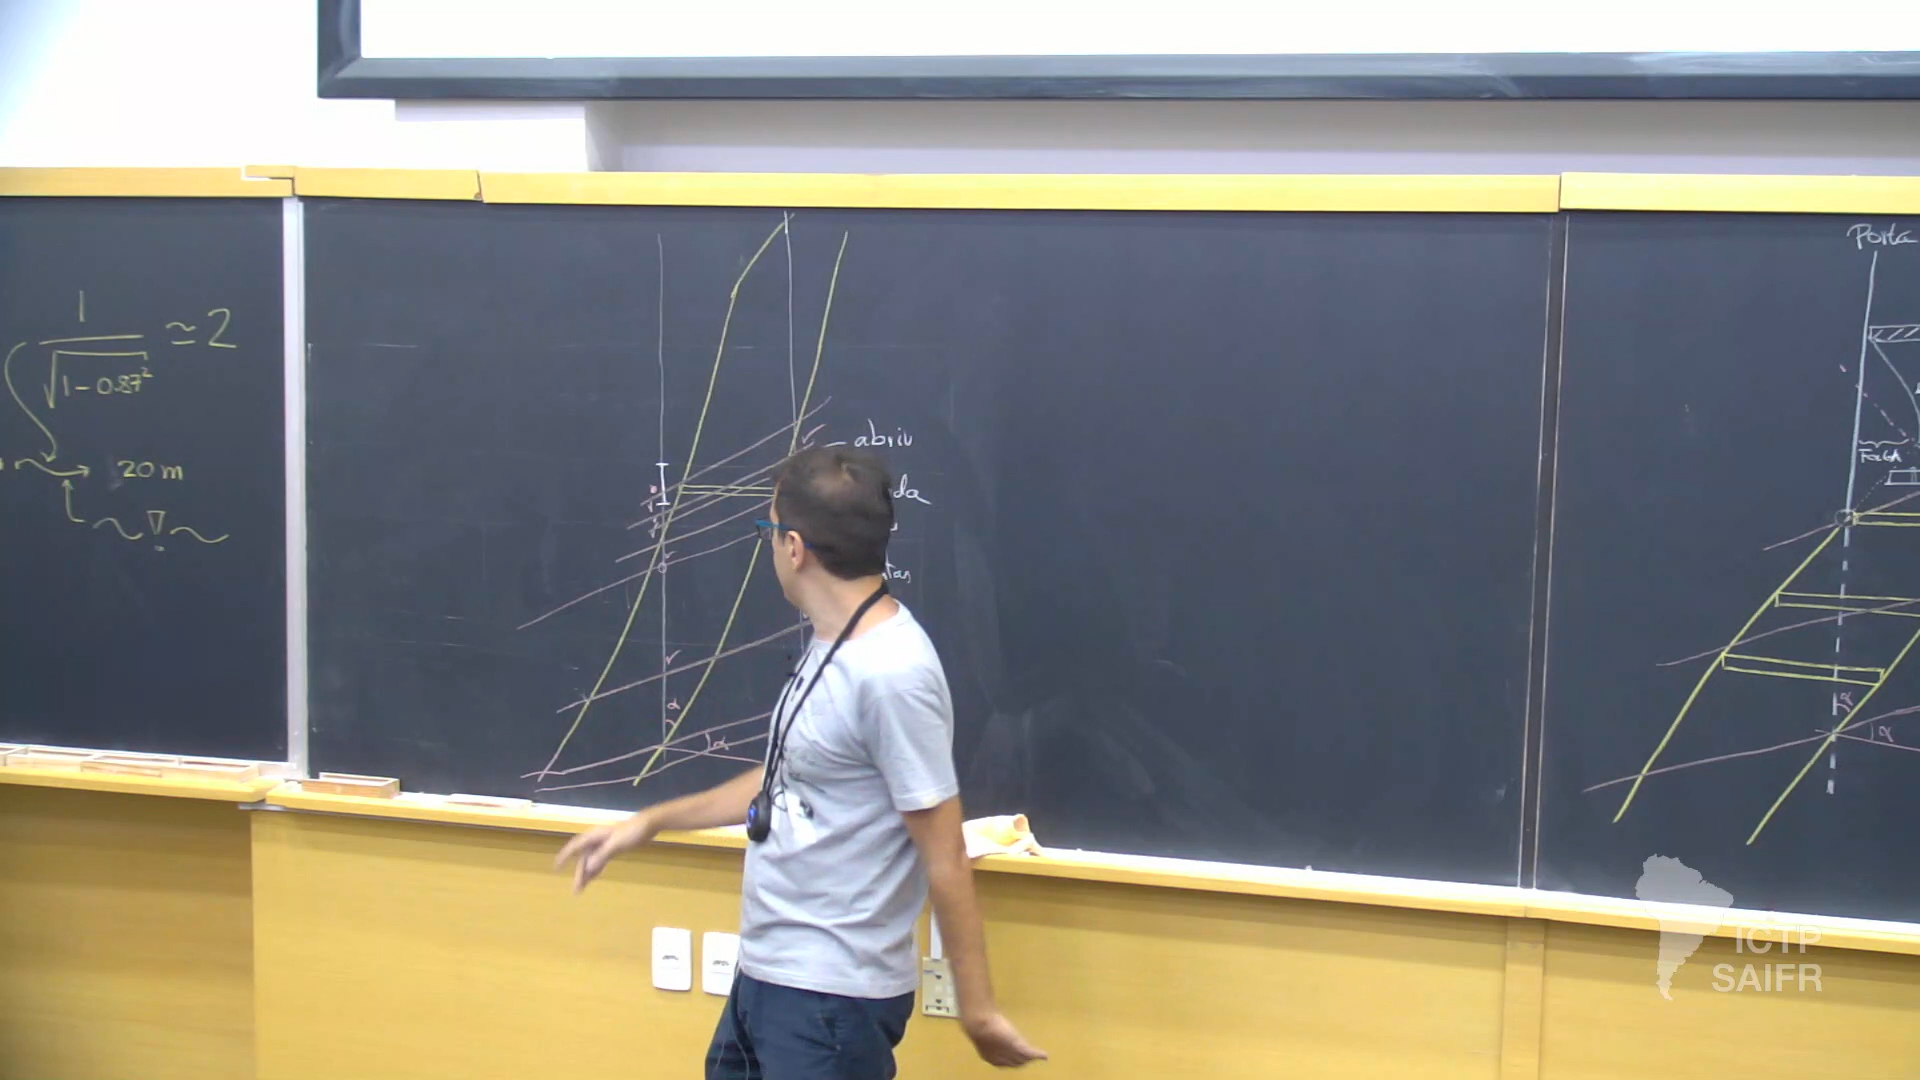 1
√1-0.87² ≃2
20 m
abriu
α
α
Porta
FOLGA
α
α
ICTP
SAIFR